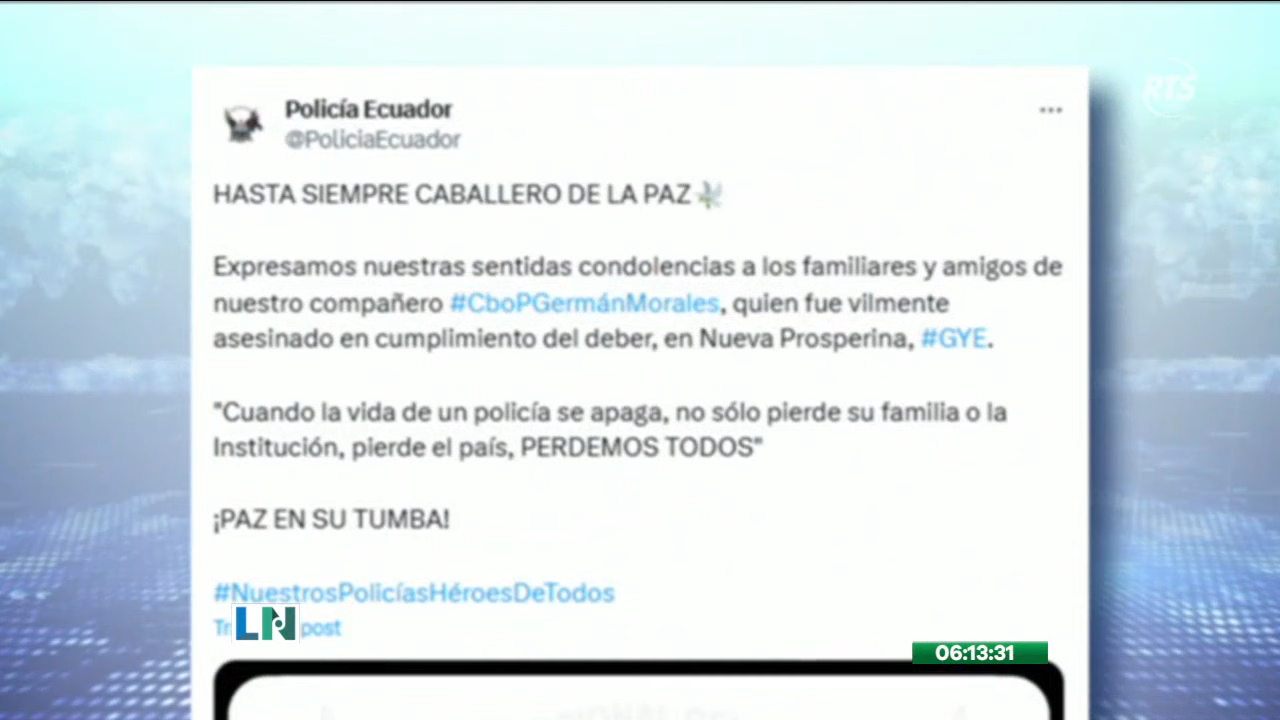 Policía Ecuador
@PoliciaEcuador
RTS
HASTA SIEMPRE CABALLERO DE LA PAZ
Expresamos nuestras sentidas condolencias a los familiares y amigos de
nuestro compañero #CboPGermánMorales, quien fue vilmente
asesinado en cumplimiento del deber, en Nueva Prosperina, #GYE.
"Cuando la vida de un policía se apaga, no sólo pierde su familia o la
Institución, pierde el país, PERDEMOS TODOS"
¡PAZ EN SU TUMBA!
#NuestrosPolicíasHéroesDeTodos
LN post
06:13:31